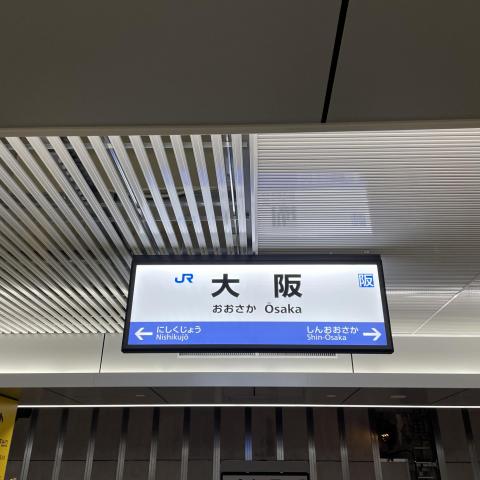 JR 大阪 阪
おおさか Ōsaka
← にしくじょう しんおおさか →
Nishikujō Shin-Ōsaka